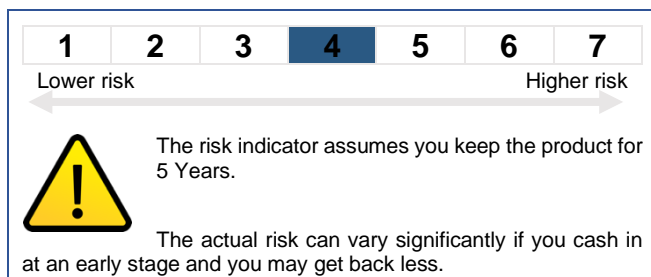 1 2 3 4 5 6 7
Lower risk Higher risk
The risk indicator assumes you keep the product for
5 Years.
The actual risk can vary significantly if you cash in
at an early stage and you may get back less.